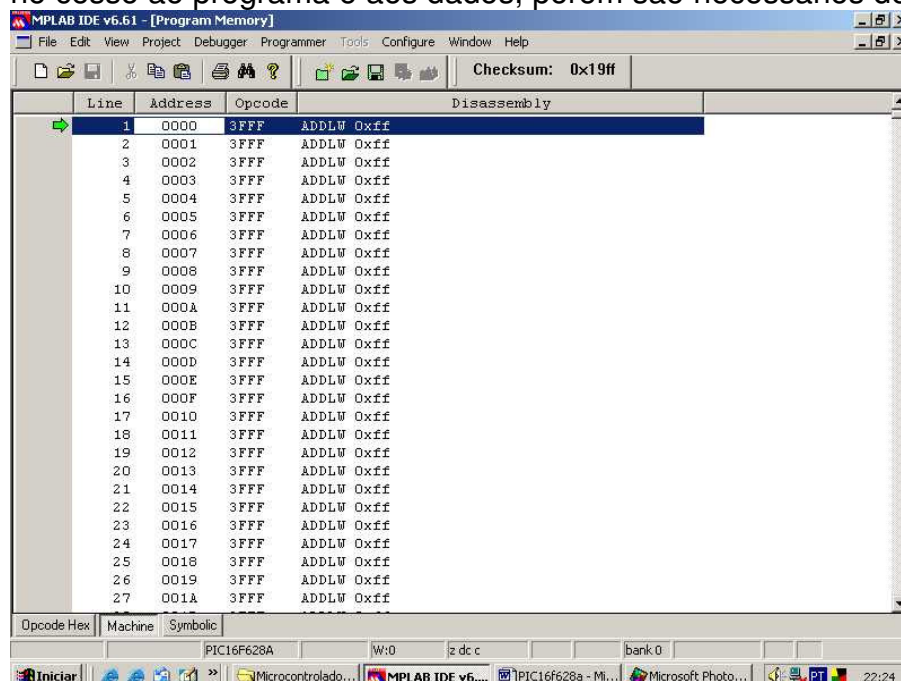 MPLAB IDE v6.61 - [Program Memory]
File Edit View Project Debugger Programmer Tools Configure Window Help
Checksum: 0x19ff
Line Address Opcode Disassembly
1 0000 3FFF ADDLW 0xff
2 0001 3FFF ADDLW 0xff
3 0002 3FFF ADDLW 0xff
4 0003 3FFF ADDLW 0xff
5 0004 3FFF ADDLW 0xff
6 0005 3FFF ADDLW 0xff
7 0006 3FFF ADDLW 0xff
8 0007 3FFF ADDLW 0xff
9 0008 3FFF ADDLW 0xff
10 0009 3FFF ADDLW 0xff
11 000A 3FFF ADDLW 0xff
12 000B 3FFF ADDLW 0xff
13 000C 3FFF ADDLW 0xff
14 000D 3FFF ADDLW 0xff
15 000E 3FFF ADDLW 0xff
16 000F 3FFF ADDLW 0xff
17 0010 3FFF ADDLW 0xff
18 0011 3FFF ADDLW 0xff
19 0012 3FFF ADDLW 0xff
20 0013 3FFF ADDLW 0xff
21 0014 3FFF ADDLW 0xff
22 0015 3FFF ADDLW 0xff
23 0016 3FFF ADDLW 0xff
24 0017 3FFF ADDLW 0xff
25 0018 3FFF ADDLW 0xff
26 0019 3FFF ADDLW 0xff
27 001A 3FFF ADDLW 0xff
Opcode Hex Machine Symbolic
PIC16F628A W:0 z dc c bank 0
Iniciar » Microcontrolado... MPLAB IDE v6.... PIC16f628a - Mi... Microsoft Photo... PT 22:24